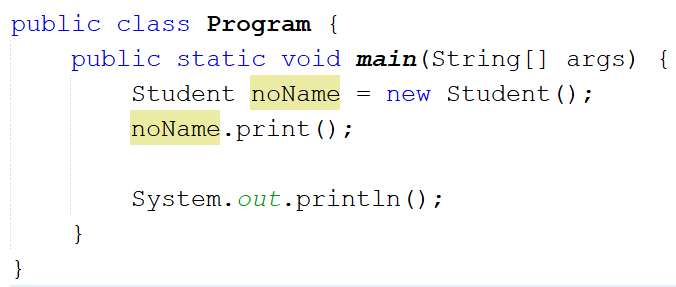 public class Program {
    public static void main(String[] args) {
        Student noName = new Student();
        noName.print();

        System.out.println();
    }
}